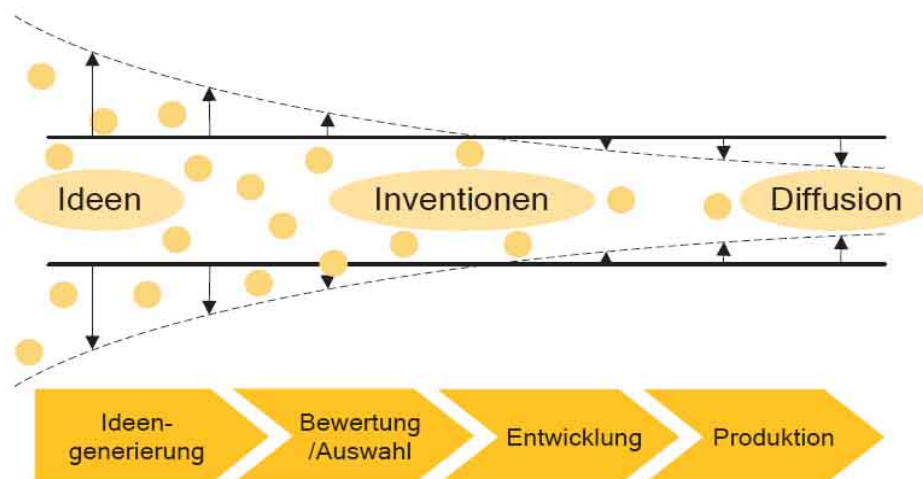 Ideen
Inventionen
Diffusion
Ideen-
generierung
Bewertung
/Auswahl
Entwicklung
Produktion